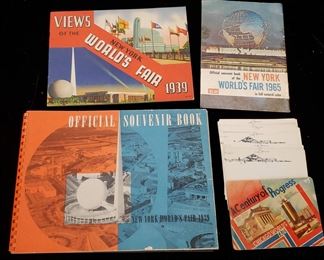 VIEWS
OF THE
NEW YORK
WORLD'S FAIR
1939
Official souvenir book
of the NEW YORK
WORLD'S FAIR 1965
OFFICIAL SOUVENIR BOOK
NEW YORK WORLD'S FAIR 1939
A Century of Progress